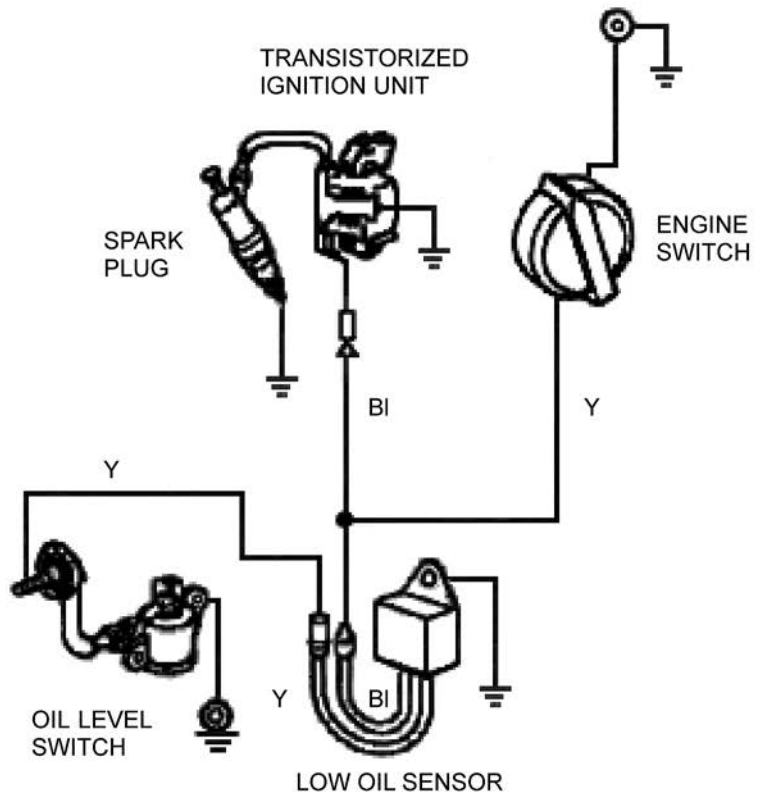 TRANSISTORIZED
IGNITION UNIT
SPARK
PLUG
ENGINE
SWITCH
Bl
Y
Y
Y
Bl
OIL LEVEL
SWITCH
LOW OIL SENSOR